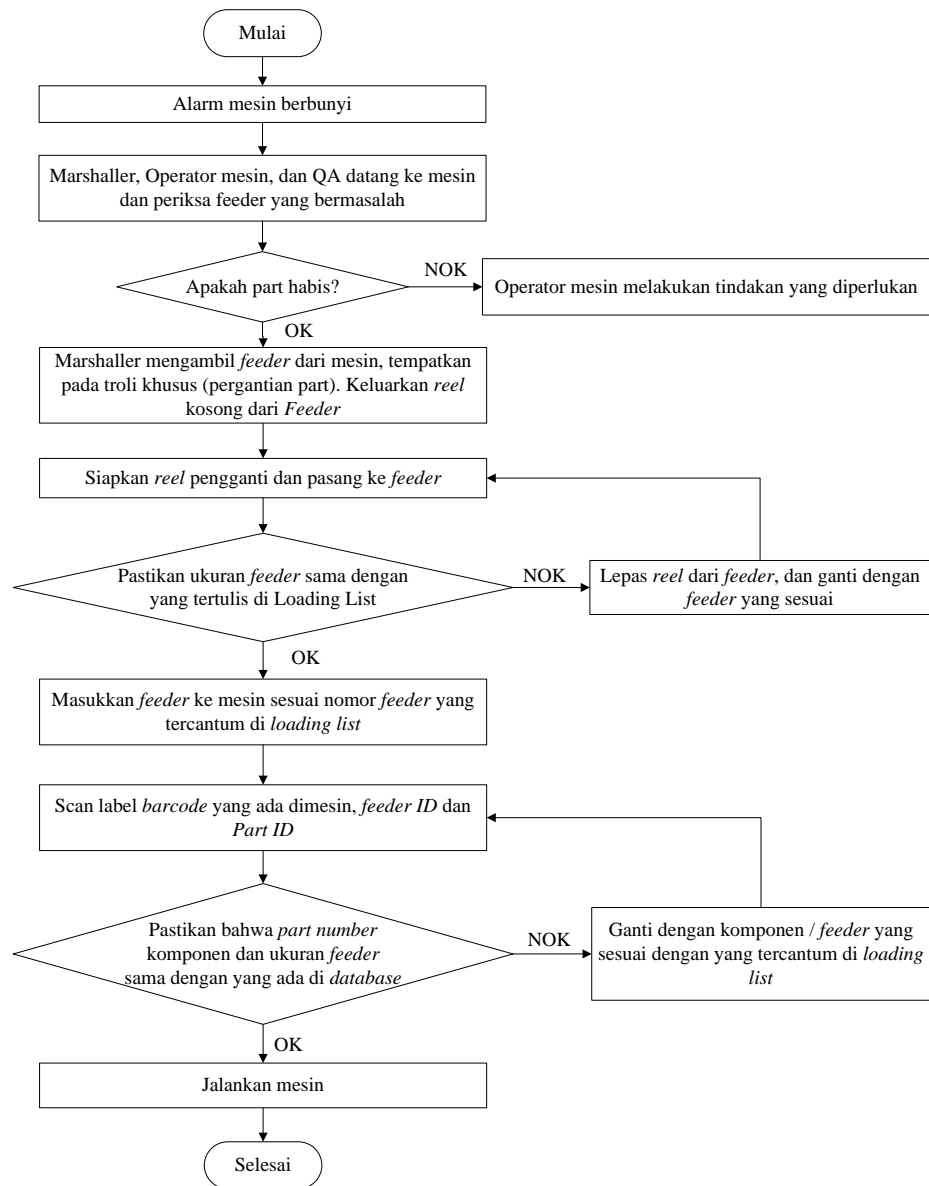 Mulai
Alarm mesin berbunyi
Marshaller, Operator mesin, dan QA datang ke mesin
dan periksa feeder yang bermasalah
Apakah part habis?
NOK
Operator mesin melakukan tindakan yang diperlukan
OK
Marshaller mengambil feeder dari mesin, tempatkan
pada troli khusus (pergantian part). Keluarkan reel
kosong dari Feeder
Siapkan reel pengganti dan pasang ke feeder
Pastikan ukuran feeder sama dengan
yang tertulis di Loading List
NOK
Lepas reel dari feeder, dan ganti dengan
feeder yang sesuai
OK
Masukkan feeder ke mesin sesuai nomor feeder yang
tercantum di loading list
Scan label barcode yang ada dimesin, feeder ID dan
Part ID
Pastikan bahwa part number
komponen dan ukuran feeder
sama dengan yang ada di database
NOK
Ganti dengan komponen / feeder yang
sesuai dengan yang tercantum di loading
list
OK
Jalankan mesin
Selesai